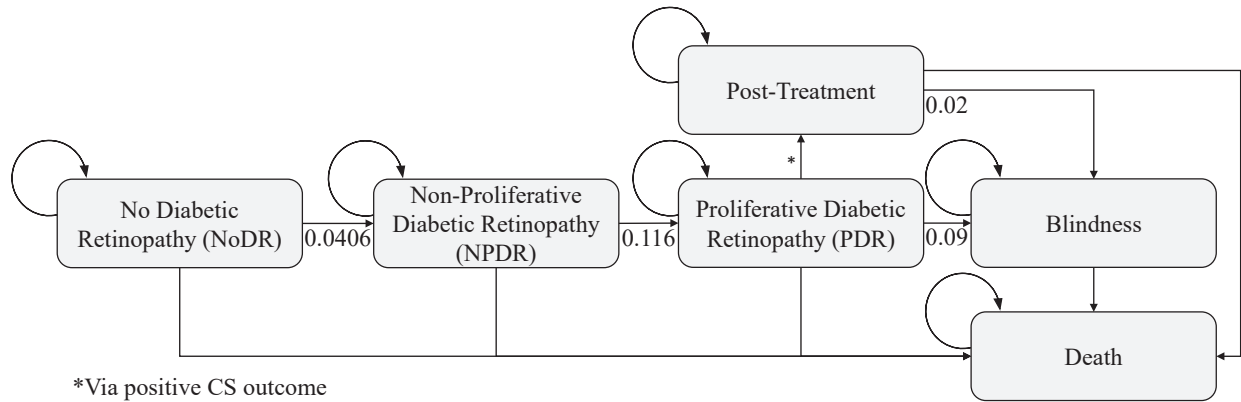 Post-Treatment
0.02
*
No Diabetic
Retinopathy (NoDR)
0.0406
Non-Proliferative
Diabetic Retinopathy
(NPDR)
0.116
Proliferative Diabetic
Retinopathy (PDR)
0.09
Blindness
Death
*Via positive CS outcome